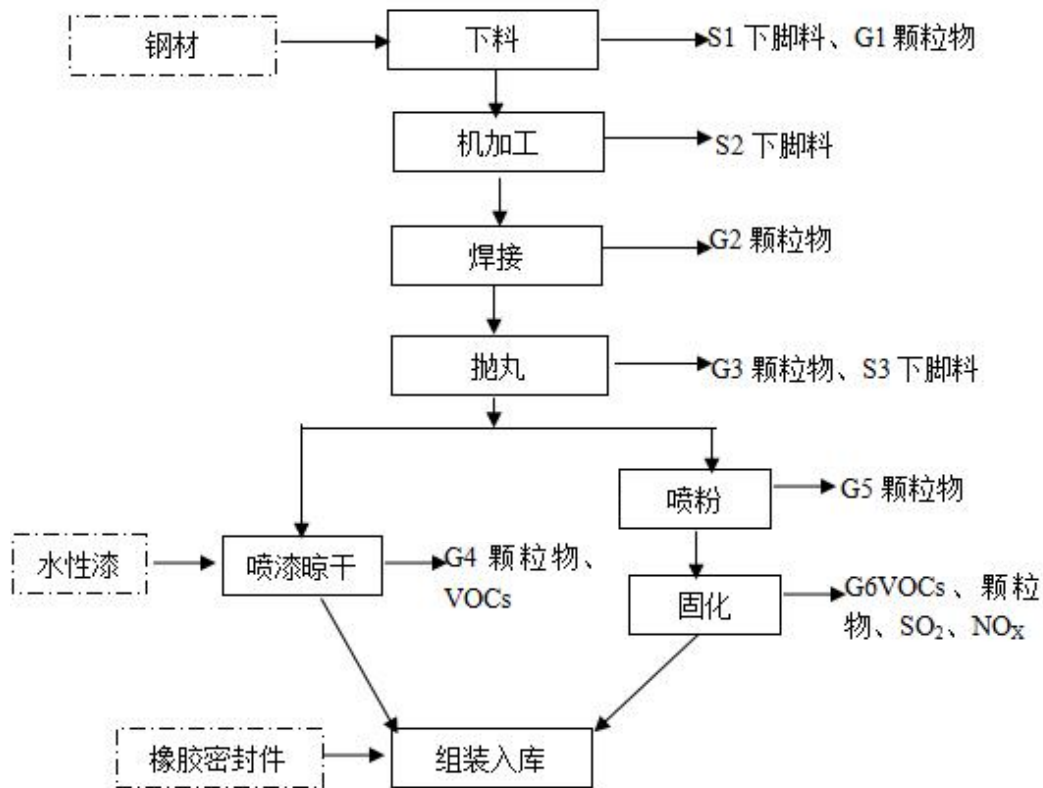 钢材
下料
S1 下脚料、G1 颗粒物
机加工
S2 下脚料
焊接
G2 颗粒物
抛丸
G3 颗粒物、S3 下脚料
喷粉
G5 颗粒物
水性漆
喷漆晾干
G4 颗粒物、
VOCs
固化
G6VOCs、颗粒
物、SO₂、NOX
橡胶密封件
组装入库